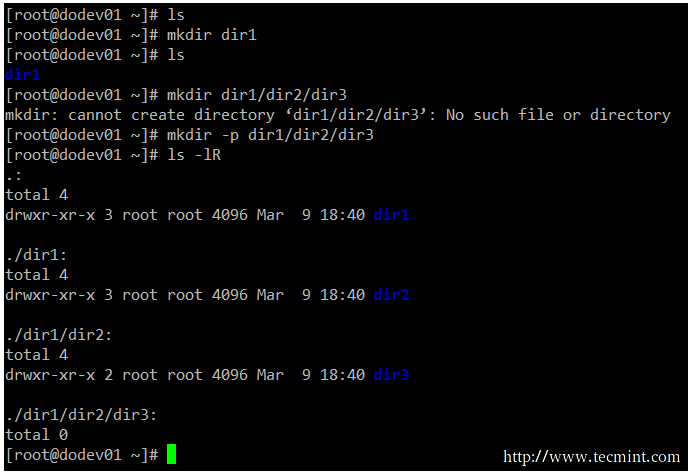 [root@dodev01 ~]# ls
[root@dodev01 ~]# mkdir dir1
[root@dodev01 ~]# ls
dir1
[root@dodev01 ~]# mkdir dir1/dir2/dir3
mkdir: cannot create directory ‘dir1/dir2/dir3’: No such file or directory
[root@dodev01 ~]# mkdir -p dir1/dir2/dir3
[root@dodev01 ~]# ls -lR
.:
total 4
drwxr-xr-x 3 root root 4096 Mar  9 18:40 dir1

./dir1:
total 4
drwxr-xr-x 3 root root 4096 Mar  9 18:40 dir2

./dir1/dir2:
total 4
drwxr-xr-x 2 root root 4096 Mar  9 18:40 dir3

./dir1/dir2/dir3:
total 0
[root@dodev01 ~]#
http://www.tecmint.com